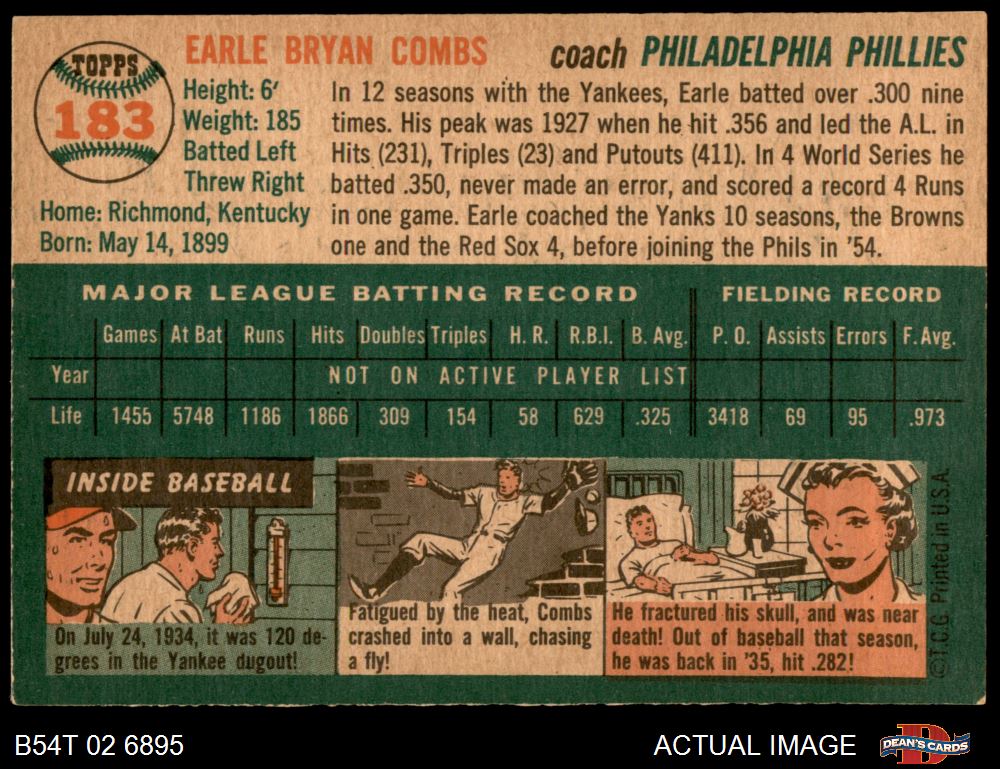 TOPPS
183
EARLE BRYAN COMBS
coach PHILADELPHIA PHILLIES
Height: 6'
Weight: 185
Batted Left
Threw Right
Home: Richmond, Kentucky
Born: May 14, 1899
In 12 seasons with the Yankees, Earle batted over .300 nine
times. His peak was 1927 when he hit .356 and led the A.L. in
Hits (231), Triples (23) and Putouts (411). In 4 World Series he
batted .350, never made an error, and scored a record 4 Runs
in one game. Earle coached the Yanks 10 seasons, the Browns
one and the Red Sox 4, before joining the Phils in '54.
MAJOR LEAGUE BATTING RECORD FIELDING RECORD
Games At Bat Runs Hits Doubles Triples H. R. R.B.I. B. Avg. P. O. Assists Errors F. Avg.
Year NOT ON ACTIVE PLAYER LIST
Life 1455 5748 1186 1866 309 154 58 629 .325 3418 69 95 .973
INSIDE BASEBALL
On July 24, 1934, it was 120 de-
grees in the Yankee dugout!
Fatigued by the heat, Combs
crashed into a wall, chasing
a fly!
He fractured his skull, and was near
death! Out of baseball that season,
he was back in '35, hit .282!
©T.C.G. Printed in U.S.A.
B54T 02 6895
ACTUAL IMAGE
B
DEAN'S CARDS